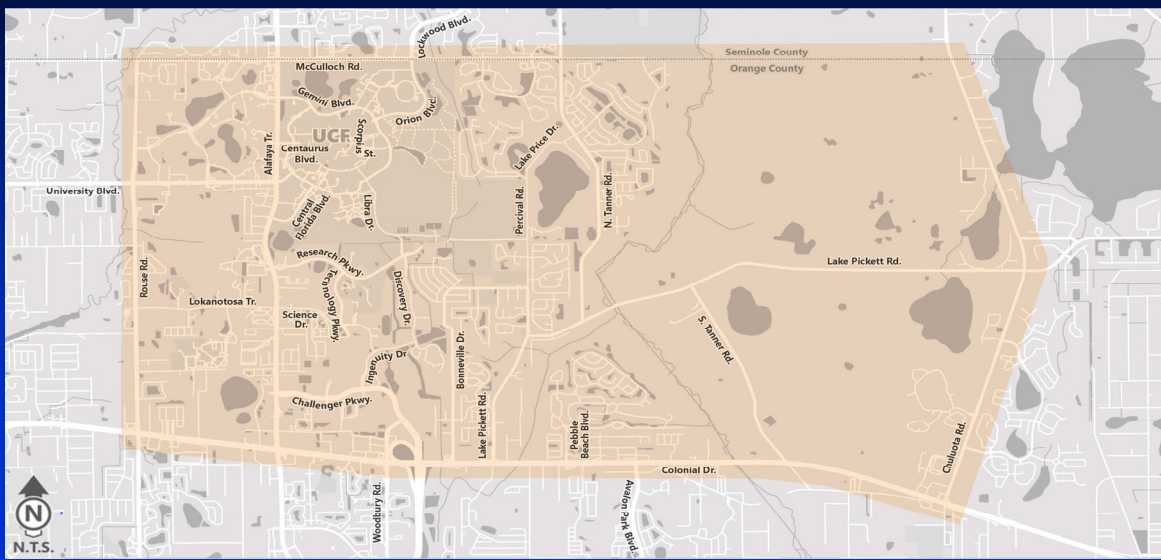 Lockwood Blvd.
Seminole County
Orange County
McCulloch Rd.
Gemini Blvd.
Orion Blvd.
UCF
Scorpius
St.
Alafaya Tr.
Centaurus
Blvd.
Lake Price Dr.
University Blvd.
Central
Florida Blvd.
Libra Dr.
Percival Rd.
N. Tanner Rd.
Rouse Rd.
Research Pkwy.
Lake Pickett Rd.
Technology Pkwy.
Discovery Dr.
Lokanotosa Tr.
Science
Dr.
S. Tanner Rd.
Ingenuity Dr
Bonneville Dr.
Challenger Pkwy.
Lake Pickett Rd.
Pebble
Beach Blvd.
Chuluota Rd.
Colonial Dr.
Woodbury Rd.
Avalon Park Blvd.
N
N.T.S.